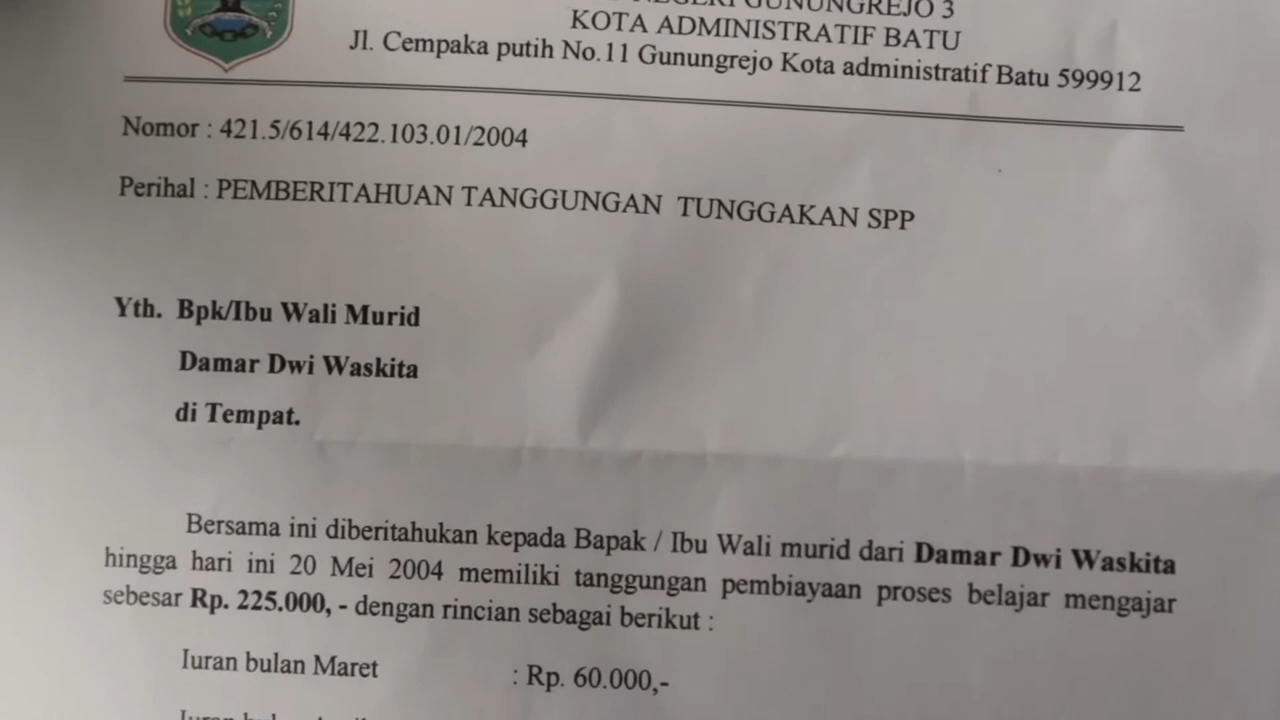 NEGERI GUNUNGREJO 3
KOTA ADMINISTRATIF BATU
Jl. Cempaka putih No.11 Gunungrejo Kota administratif Batu 599912
Nomor : 421.5/614/422.103.01/2004
Perihal : PEMBERITAHUAN TANGGUNGAN TUNGGAKAN SPP
Yth. Bpk/Ibu Wali Murid
Damar Dwi Waskita
di Tempat.
Bersama ini diberitahukan kepada Bapak / Ibu Wali murid dari Damar Dwi Waskita
hingga hari ini 20 Mei 2004 memiliki tanggungan pembiayaan proses belajar mengajar
sebesar Rp. 225.000, - dengan rincian sebagai berikut :
Iuran bulan Maret : Rp. 60.000,-